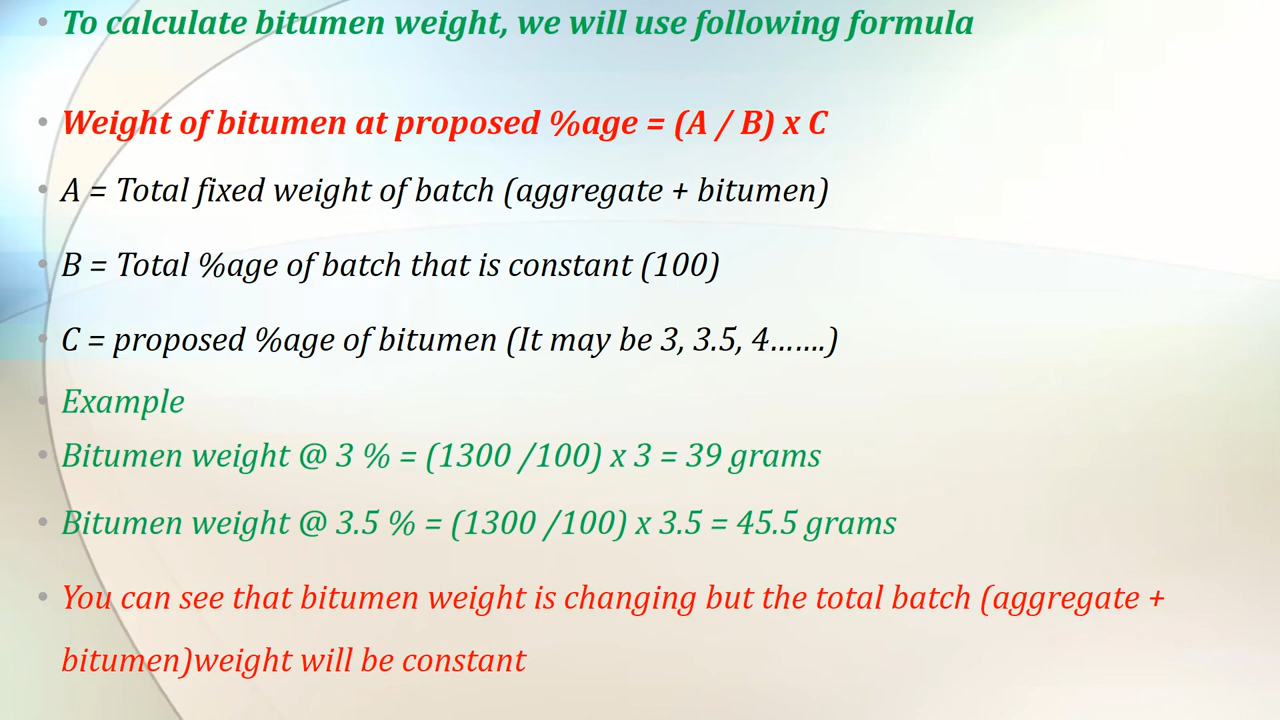 • To calculate bitumen weight, we will use following formula
• Weight of bitumen at proposed %age = (A / B) x C
• A = Total fixed weight of batch (aggregate + bitumen)
• B = Total %age of batch that is constant (100)
• C = proposed %age of bitumen (It may be 3, 3.5, 4…….)
• Example
• Bitumen weight @ 3 % = (1300 /100) x 3 = 39 grams
• Bitumen weight @ 3.5 % = (1300 /100) x 3.5 = 45.5 grams
• You can see that bitumen weight is changing but the total batch (aggregate +
bitumen)weight will be constant